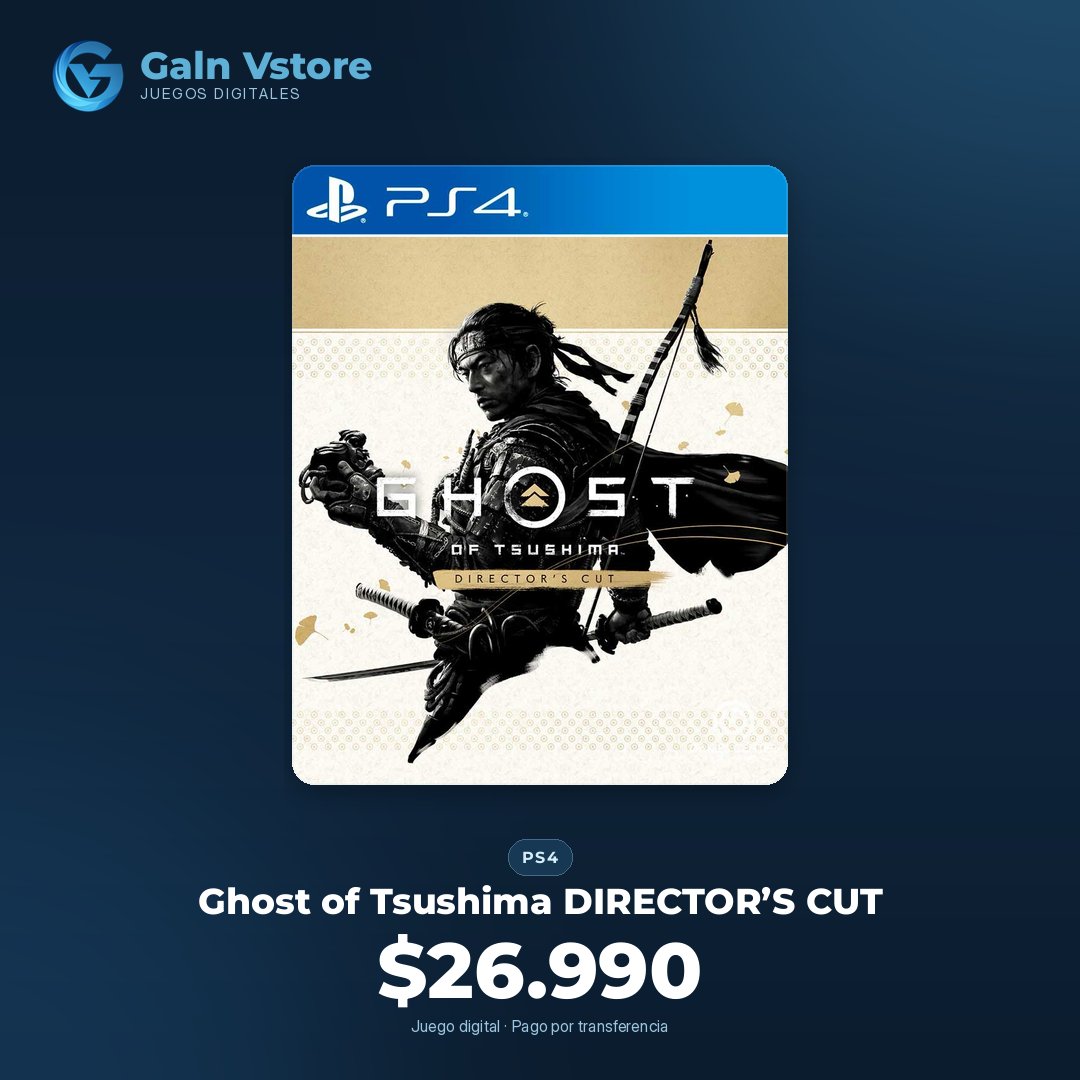 Galn Vstore
JUEGOS DIGITALES
PS4
GHOST
OF TSUSHIMA
DIRECTOR'S CUT
PS4
Ghost of Tsushima DIRECTOR’S CUT
$26.990
Juego digital · Pago por transferencia